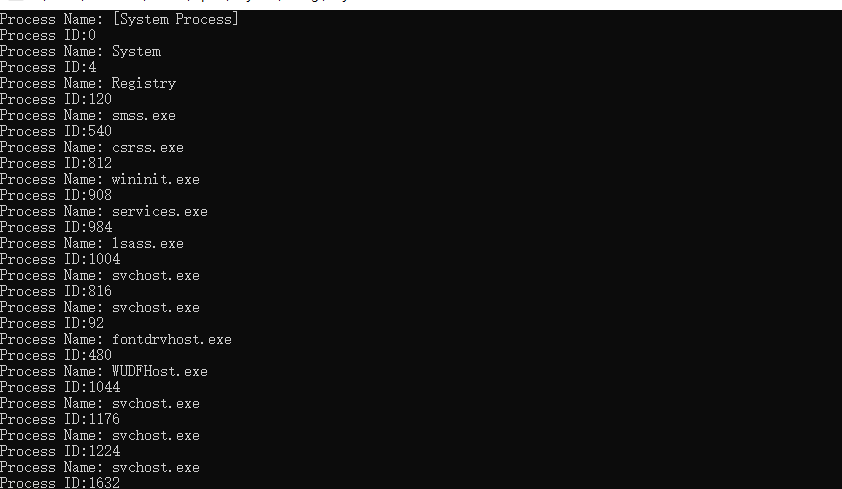 Process Name: [System Process]
Process ID:0
Process Name: System
Process ID:4
Process Name: Registry
Process ID:120
Process Name: smss.exe
Process ID:540
Process Name: csrss.exe
Process ID:812
Process Name: wininit.exe
Process ID:908
Process Name: services.exe
Process ID:984
Process Name: lsass.exe
Process ID:1004
Process Name: svchost.exe
Process ID:816
Process Name: svchost.exe
Process ID:92
Process Name: fontdrvhost.exe
Process ID:480
Process Name: WUDFHost.exe
Process ID:1044
Process Name: svchost.exe
Process ID:1176
Process Name: svchost.exe
Process ID:1224
Process Name: svchost.exe
Process ID:1632